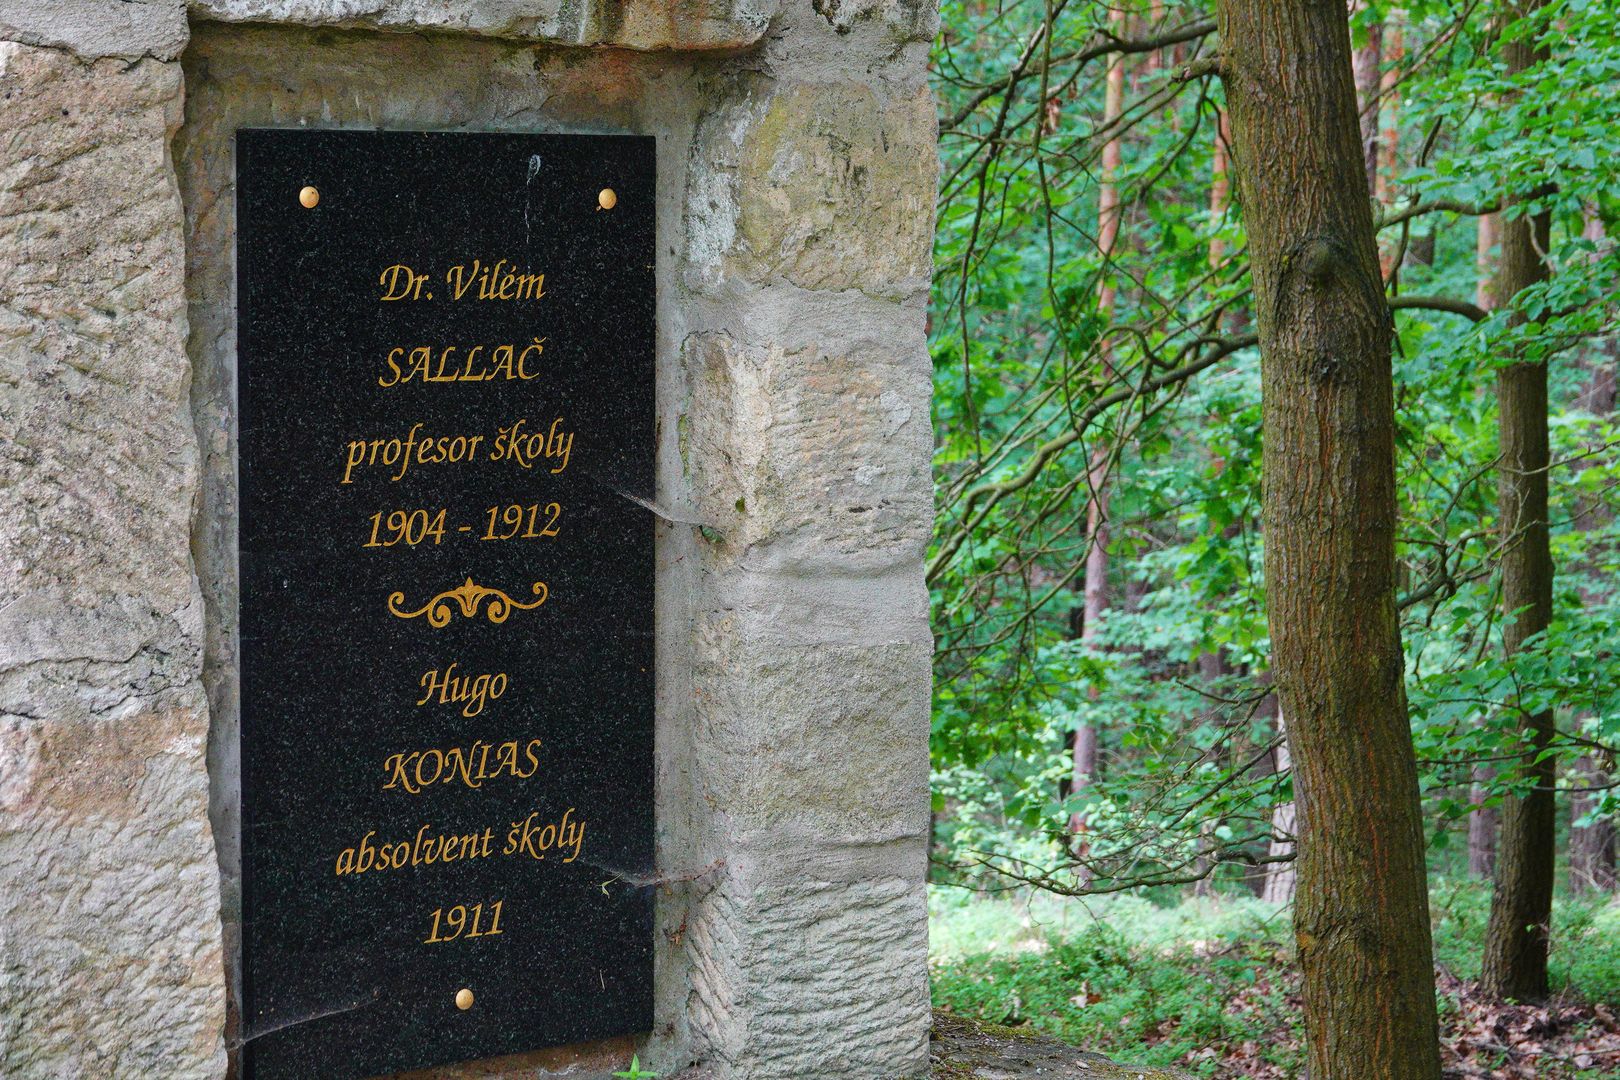 Dr. Vilém
SALLAČ
profesor školy
1904 - 1912
Hugo
KONIAS
absolvent školy
1911